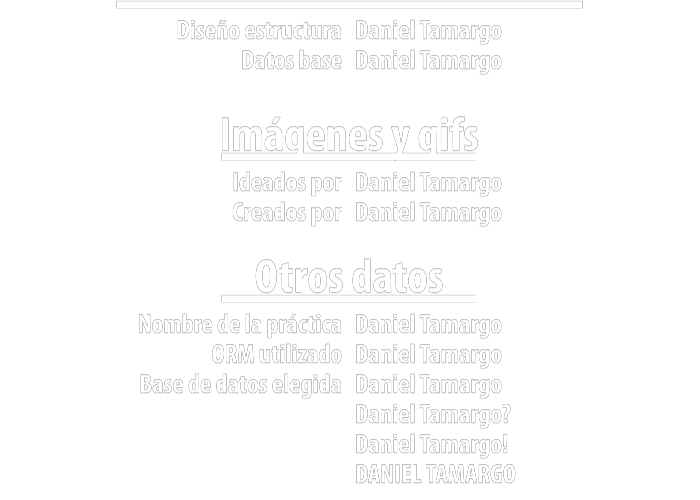 Diseño estructura Daniel Tamargo
Datos base Daniel Tamargo
Imágenes y gifs
Ideados por Daniel Tamargo
Creados por Daniel Tamargo
Otros datos
Nombre de la práctica Daniel Tamargo
ORM utilizado Daniel Tamargo
Base de datos elegida Daniel Tamargo
Daniel Tamargo?
Daniel Tamargo!
DANIEL TAMARGO